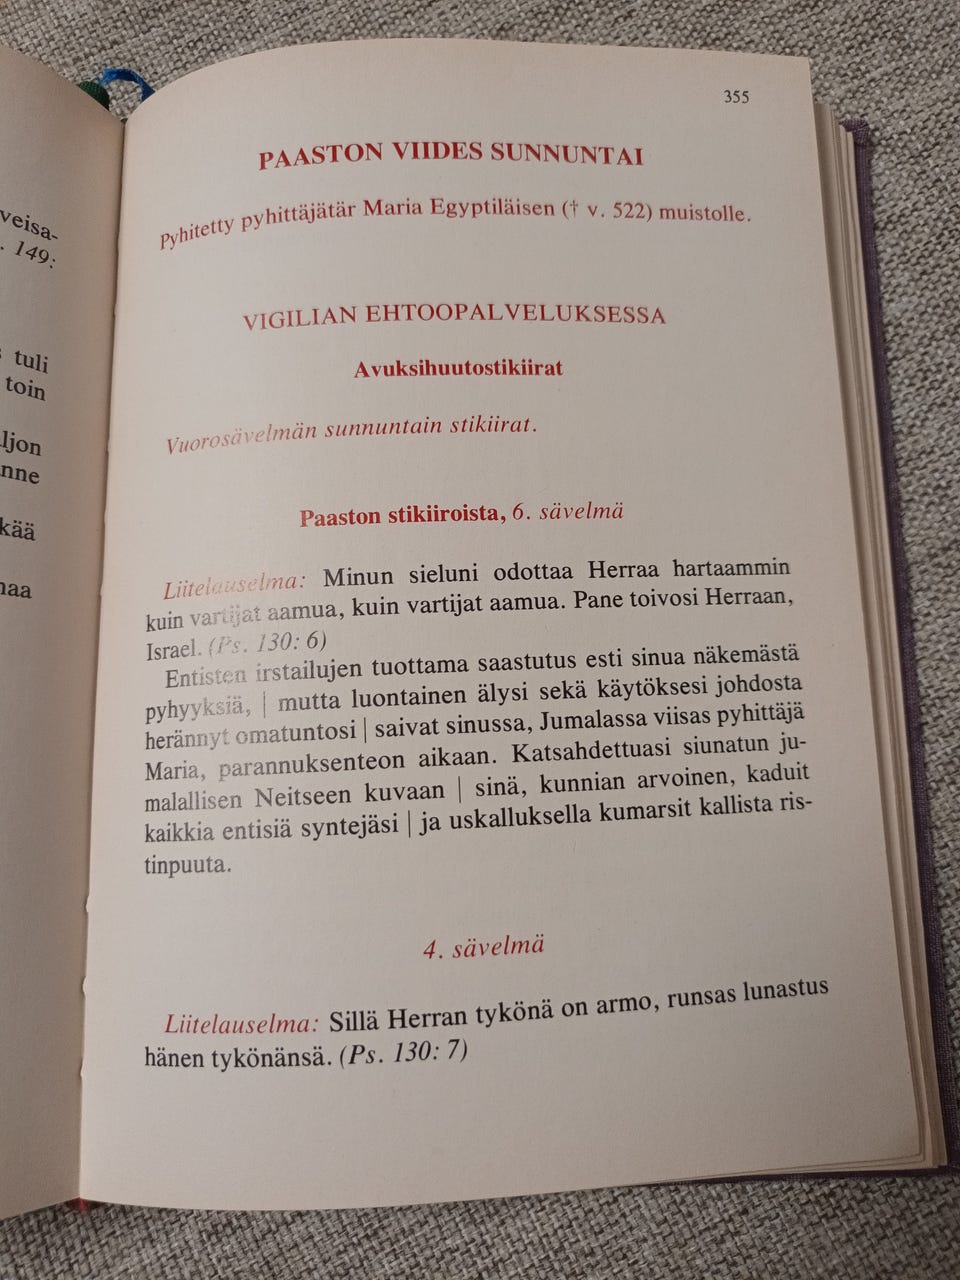 veisa-
. 149:
tuli
toin
ljon
nne
kää
naa
355
PAASTON VIIDES SUNNUNTAI
Pyhitetty pyhittäjätär Maria Egyptiläisen († v. 522) muistolle.
VIGILIAN EHTOOPALVELUKSESSA
Avuksihuutostikiirat
Vuorosävelmän sunnuntain stikiirat.
Paaston stikiiroista, 6. sävelmä
Liitelauselma: Minun sieluni odottaa Herraa hartaammin
kuin vartijat aamua, kuin vartijat aamua. Pane toivosi Herraan,
Israel. (Ps. 130: 6)
Entisten irstailujen tuottama saastutus esti sinua näkemästä
pyhyyksiä, | mutta luontainen älysi sekä käytöksesi johdosta
herännyt omatuntosi | saivat sinussa, Jumalassa viisas pyhittäjä
Maria, parannuksenteon aikaan. Katsahdettuasi siunatun ju-
malallisen Neitseen kuvaan | sinä, kunnian arvoinen, kaduit
kaikkia entisiä syntejäsi | ja uskalluksella kumarsit kallista ris-
tinpuuta.
4. sävelmä
Liitelauselma: Sillä Herran tykönä on armo, runsas lunastus
hänen tykönänsä. (Ps. 130: 7)